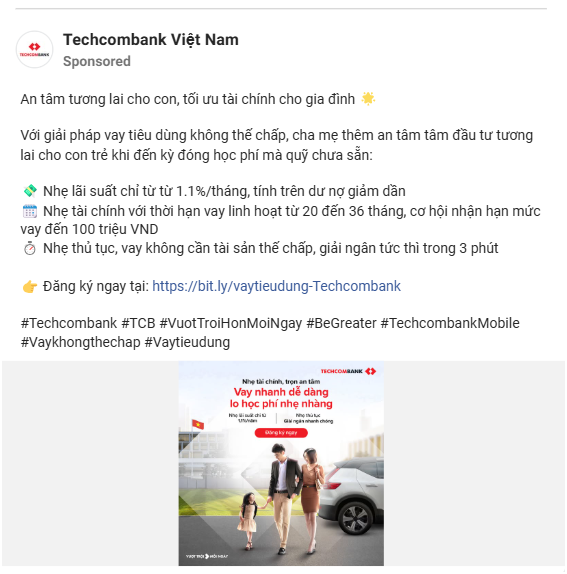 Techcombank Việt Nam
TECHCOMBANK
Sponsored
An tâm tương lai cho con, tối ưu tài chính cho gia đình 🌟
Với giải pháp vay tiêu dùng không thế chấp, cha mẹ thêm an tâm tâm đầu tư tương
lai cho con trẻ khi đến kỳ đóng học phí mà quỹ chưa sẵn:
💸 Nhẹ lãi suất chỉ từ từ 1.1%/tháng, tính trên dư nợ giảm dần
🗓️ Nhẹ tài chính với thời hạn vay linh hoạt từ 20 đến 36 tháng, cơ hội nhận hạn mức
vay đến 100 triệu VND
⏱️ Nhẹ thủ tục, vay không cần tài sản thế chấp, giải ngân tức thì trong 3 phút
👉 Đăng ký ngay tại: https://bit.ly/vaytieudung-Techcombank
#Techcombank #TCB #VuotTroiHonMoiNgay #BeGreater #TechcombankMobile
#Vaykhongthechap #Vaytieudung
TECHCOMBANK
Nhẹ tài chính, trọn an tâm
Vay nhanh dễ dàng
lo học phí nhẹ nhàng
Nhẹ lãi suất chỉ từ
Nhẹ thủ tục
Giải ngân nhanh chóng
Đăng ký ngay
VƯỢT TRỘI MỖI NGÀY